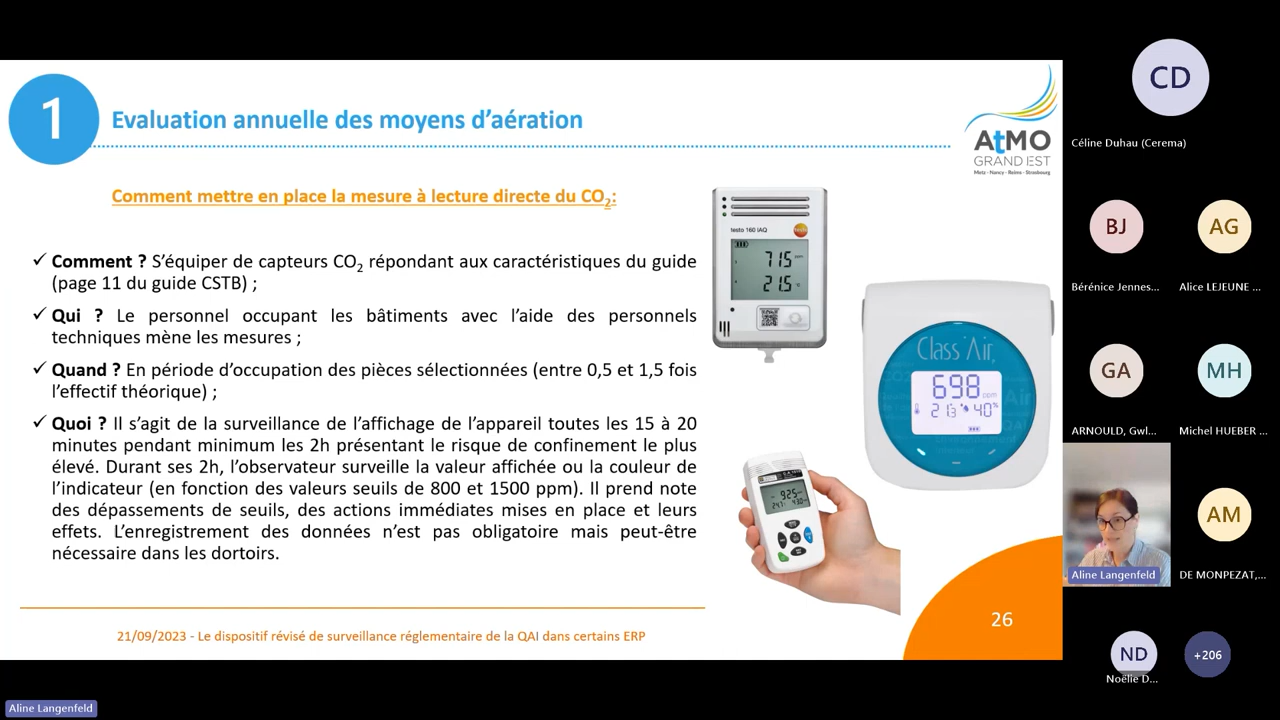 1
Evaluation annuelle des moyens d'aération
AtMO
GRAND EST
Metz - Nancy - Reims - Strasbourg
Comment mettre en place la mesure à lecture directe du CO2:
✓ Comment ? S'équiper de capteurs CO2 répondant aux caractéristiques du guide
(page 11 du guide CSTB) ;
✓ Qui ? Le personnel occupant les bâtiments avec l'aide des personnels
techniques mène les mesures ;
✓ Quand ? En période d'occupation des pièces sélectionnées (entre 0,5 et 1,5 fois
l'effectif théorique) ;
✓ Quoi ? Il s'agit de la surveillance de l'affichage de l'appareil toutes les 15 à 20
minutes pendant minimum les 2h présentant le risque de confinement le plus
élevé. Durant ses 2h, l'observateur surveille la valeur affichée ou la couleur de
l'indicateur (en fonction des valeurs seuils de 800 et 1500 ppm). Il prend note
des dépassements de seuils, des actions immédiates mises en place et leurs
effets. L'enregistrement des données n'est pas obligatoire mais peut-être
nécessaire dans les dortoirs.
testo 160 IAQ
715 ppm
21.5 °C
Class'Air
698 ppm
21.3 40%
925
21/09/2023 - Le dispositif révisé de surveillance réglementaire de la QAI dans certains ERP
26
CD
Céline Duhau (Cerema)
BJ
AG
Bérénice Jennes...
Alice LEJEUNE ...
GA
MH
ARNOULD, Gwl...
Michel HUEBER ...
Aline Langenfeld
AM
DE MONPEZAT,...
ND
+206
Noëlie D...
Aline Langenfeld